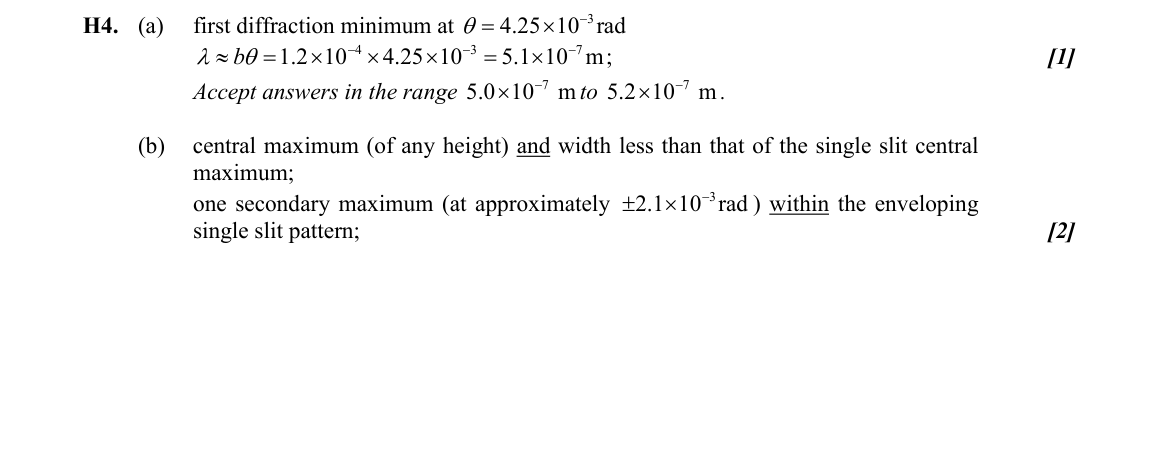 H4. (a) first diffraction minimum at θ = 4.25×10⁻³ rad
λ ≈ bθ = 1.2×10⁻⁴ × 4.25×10⁻³ = 5.1×10⁻⁷ m; [1]
Accept answers in the range 5.0×10⁻⁷ m to 5.2×10⁻⁷ m.
(b) central maximum (of any height) and width less than that of the single slit central
maximum;
one secondary maximum (at approximately ±2.1×10⁻³ rad ) within the enveloping
single slit pattern; [2]